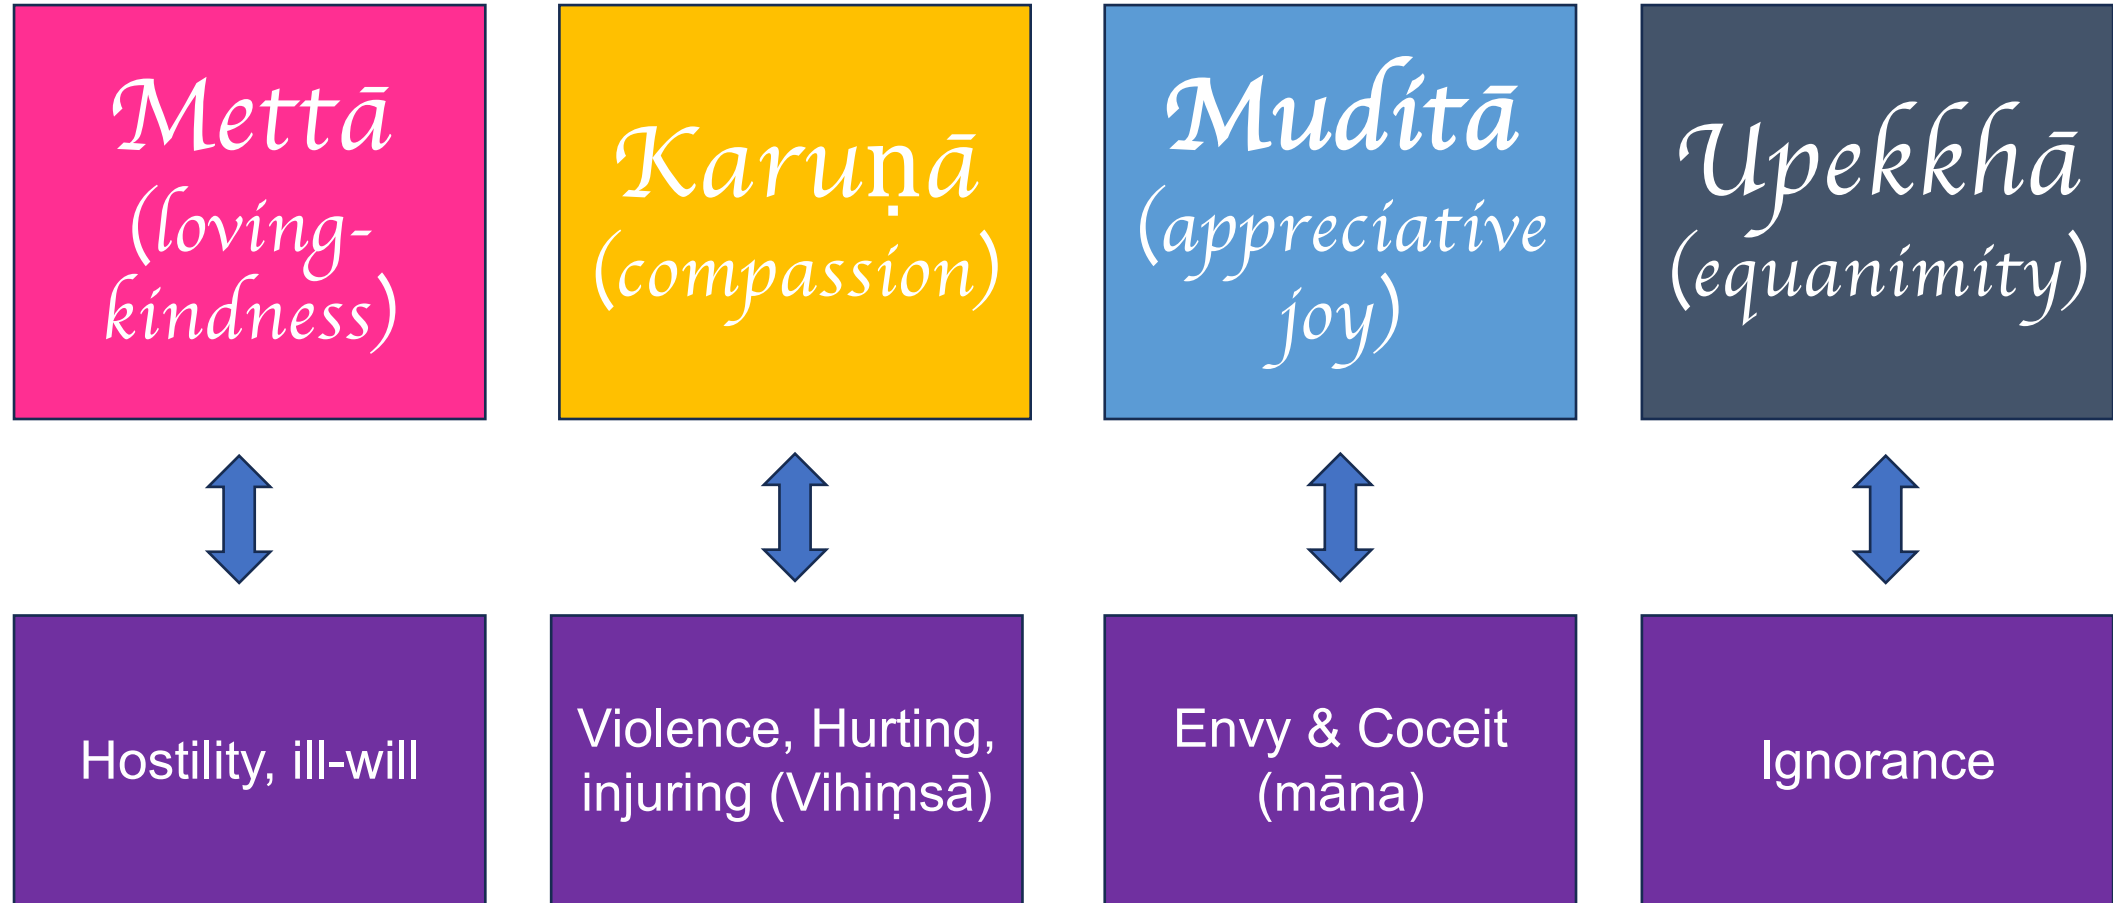 Mettā
(loving-
kindness)
Karuṇā
(compassion)
Muditā
(appreciative
joy)
Upekkhā
(equanimity)
Hostility, ill-will
Violence, Hurting,
injuring (Vihiṃsā)
Envy & Coceit
(māna)
Ignorance